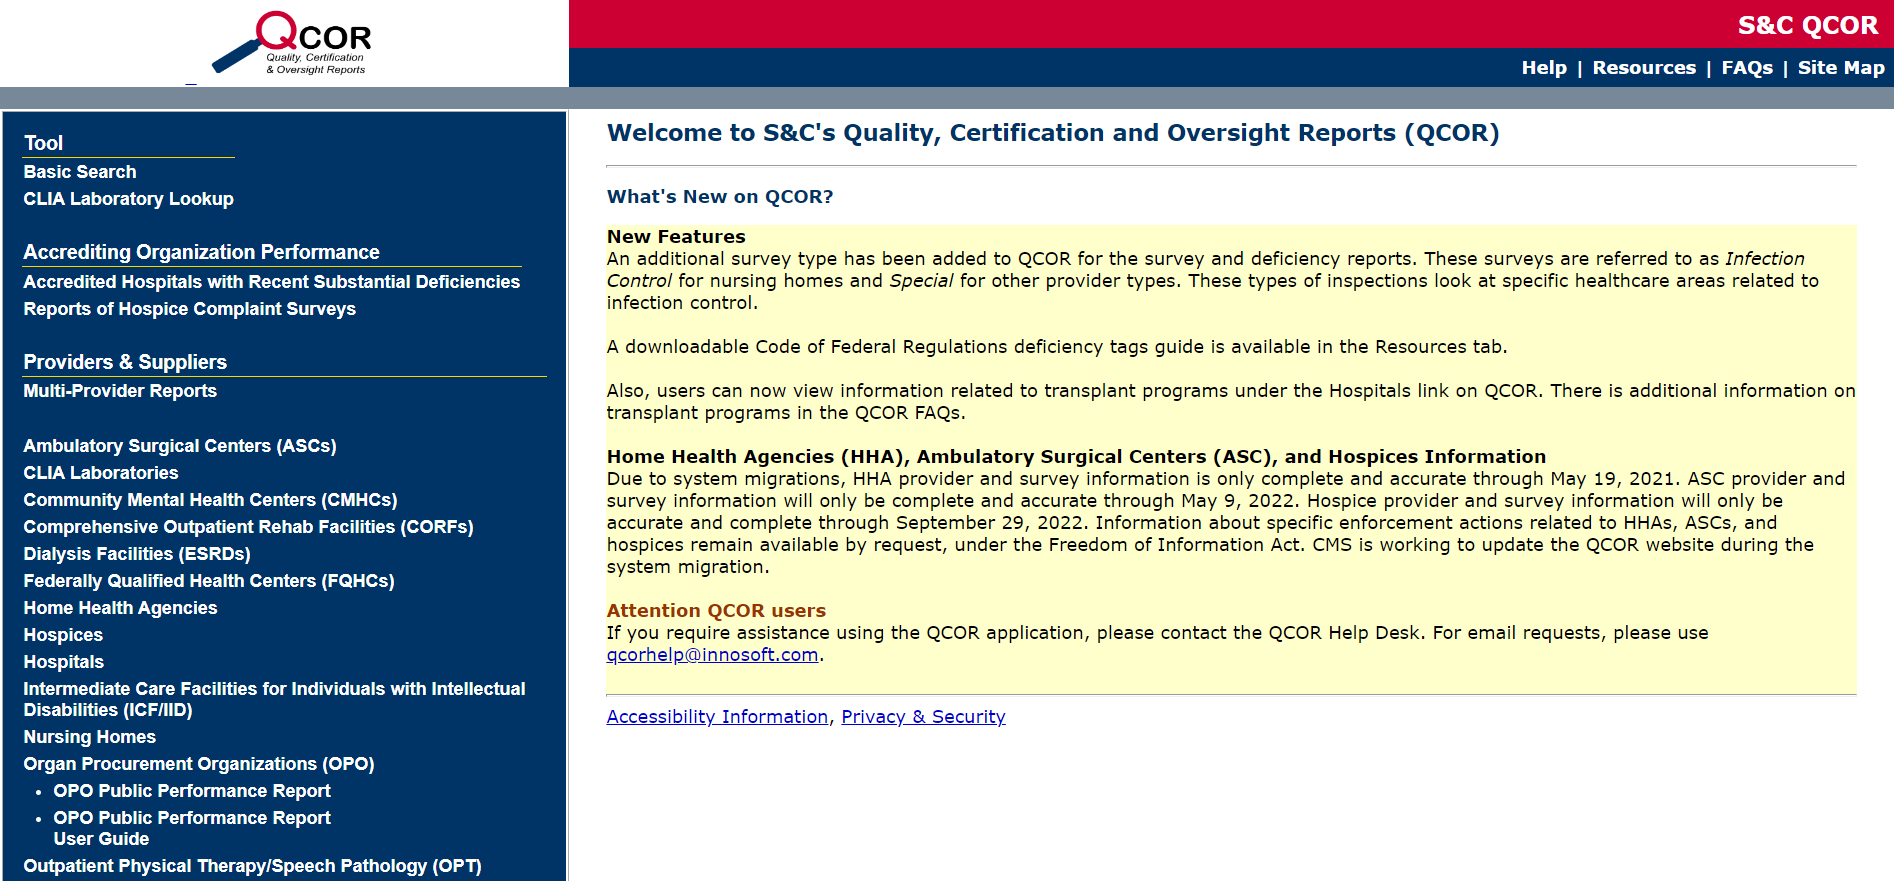 QCOR
Quality, Certification
& Oversight Reports
S&C QCOR
Help | Resources | FAQs | Site Map
Tool
Basic Search
CLIA Laboratory Lookup
Accrediting Organization Performance
Accredited Hospitals with Recent Substantial Deficiencies
Reports of Hospice Complaint Surveys
Providers & Suppliers
Multi-Provider Reports
Ambulatory Surgical Centers (ASCs)
CLIA Laboratories
Community Mental Health Centers (CMHCs)
Comprehensive Outpatient Rehab Facilities (CORFs)
Dialysis Facilities (ESRDs)
Federally Qualified Health Centers (FQHCs)
Home Health Agencies
Hospices
Hospitals
Intermediate Care Facilities for Individuals with Intellectual
Disabilities (ICF/IID)
Nursing Homes
Organ Procurement Organizations (OPO)
• OPO Public Performance Report
• OPO Public Performance Report
User Guide
Outpatient Physical Therapy/Speech Pathology (OPT)
Welcome to S&C's Quality, Certification and Oversight Reports (QCOR)
What's New on QCOR?
New Features
An additional survey type has been added to QCOR for the survey and deficiency reports. These surveys are referred to as Infection
Control for nursing homes and Special for other provider types. These types of inspections look at specific healthcare areas related to
infection control.
A downloadable Code of Federal Regulations deficiency tags guide is available in the Resources tab.
Also, users can now view information related to transplant programs under the Hospitals link on QCOR. There is additional information on
transplant programs in the QCOR FAQs.
Home Health Agencies (HHA), Ambulatory Surgical Centers (ASC), and Hospices Information
Due to system migrations, HHA provider and survey information is only complete and accurate through May 19, 2021. ASC provider and
survey information will only be complete and accurate through May 9, 2022. Hospice provider and survey information will only be
accurate and complete through September 29, 2022. Information about specific enforcement actions related to HHAs, ASCs, and
hospices remain available by request, under the Freedom of Information Act. CMS is working to update the QCOR website during the
system migration.
Attention QCOR users
If you require assistance using the QCOR application, please contact the QCOR Help Desk. For email requests, please use
qcorhelp@innosoft.com.
Accessibility Information, Privacy & Security